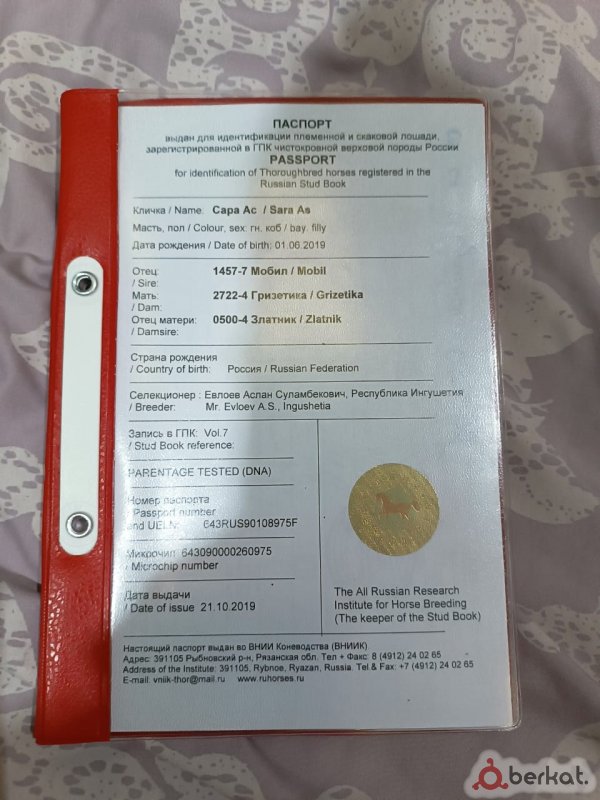 ПАСПОРТ
выдан для идентификации племенной и скаковой лошади,
зарегистрированной в ГПК чистокровной верховой породы России
PASSPORT
for identification of Thoroughbred horses registered in the
Russian Stud Book
Кличка / Name: Сара Ас / Sara As
Масть, пол / Colour, sex: гн. коб / bay. filly
Дата рождения / Date of birth: 01.06.2019
Отец: 1457-7 Мобил / Mobil
/ Sire:
Мать: 2722-4 Гризетика / Grizetika
/ Dam:
Отец матери: 0500-4 Златник / Zlatnik
/ Damsire:
Страна рождения
/ Country of birth: Россия / Russian Federation
Селекционер : Евлоев Аслан Суламбекович, Республика Ингушетия
/ Breeder: Mr. Evloev A.S., Ingushetia
Запись в ГПК: Vol.7
/ Stud Book reference:
PARENTAGE TESTED (DNA)
Номер паспорта
/ Passport number
and UELN: 643RUS90108975F
Микрочип 643090000260975
/ Microchip number
Дата выдачи
/ Date of issue 21.10.2019
The All Russian Research
Institute for Horse Breeding
(The keeper of the Stud Book)
Настоящий паспорт выдан во ВНИИ Коневодства (ВНИИК)
Адрес: 391105 Рыбновский р-н, Рязанская обл. Тел + Факс: 8 (4912) 24 02 65
Address of the Institute: 391105, Rybnoe, Ryazan, Russia. Tel.& Fax: +7 (4912) 24 02 65
E-mail: vniik-thor@mail.ru www.ruhorses.ru
berkat.